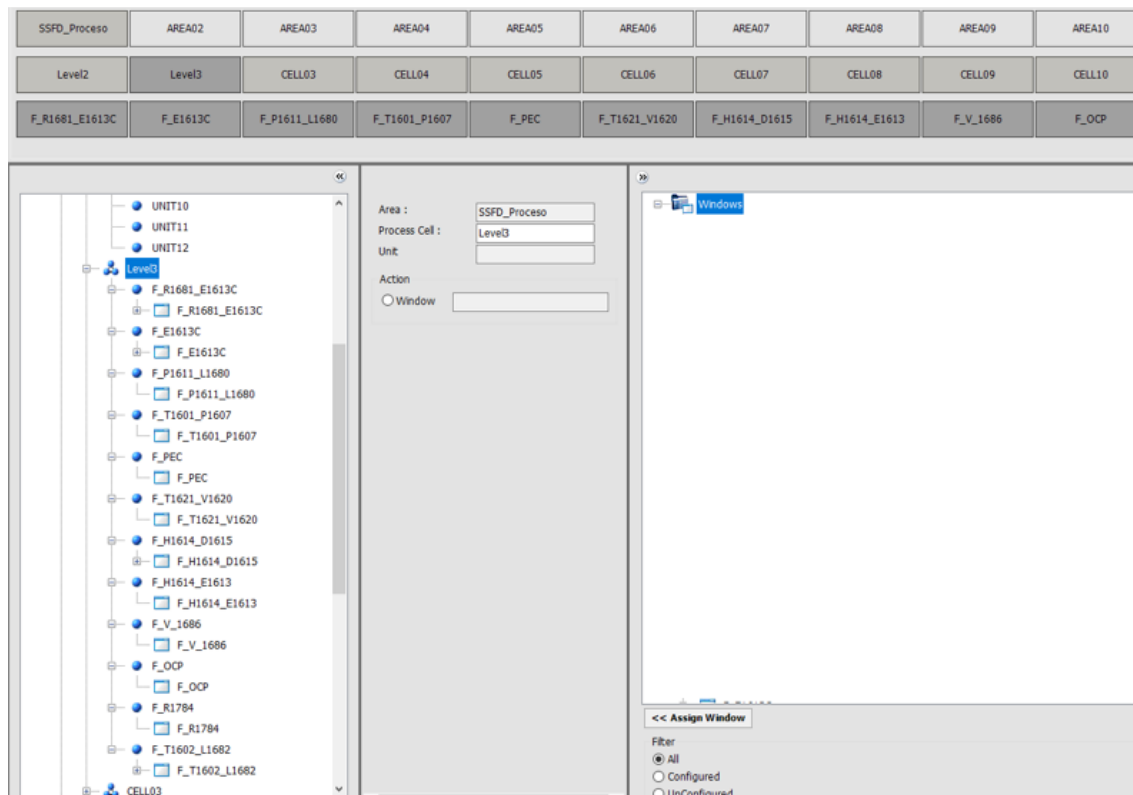 SSFD_Proceso AREA02 AREA03 AREA04 AREA05 AREA06 AREA07 AREA08 AREA09 AREA10
Level2 Level3 CELL03 CELL04 CELL05 CELL06 CELL07 CELL08 CELL09 CELL10
F_R1681_E1613C F_E1613C F_P1611_L1680 F_T1601_P1607 F_PEC F_T1621_V1620 F_H1614_D1615 F_H1614_E1613 F_V_1686 F_OCP
UNIT10
UNIT11
UNIT12
Level3
F_R1681_E1613C
F_R1681_E1613C
F_E1613C
F_E1613C
F_P1611_L1680
F_P1611_L1680
F_T1601_P1607
F_T1601_P1607
F_PEC
F_PEC
F_T1621_V1620
F_T1621_V1620
F_H1614_D1615
F_H1614_D1615
F_H1614_E1613
F_H1614_E1613
F_V_1686
F_V_1686
F_OCP
F_OCP
F_R1784
F_R1784
F_T1602_L1682
F_T1602_L1682
CELL03
Area : SSFD_Proceso
Process Cell : Level3
Unit
Action
Window
Windows
<< Assign Window
Filter
All
Configured
UnConfigured